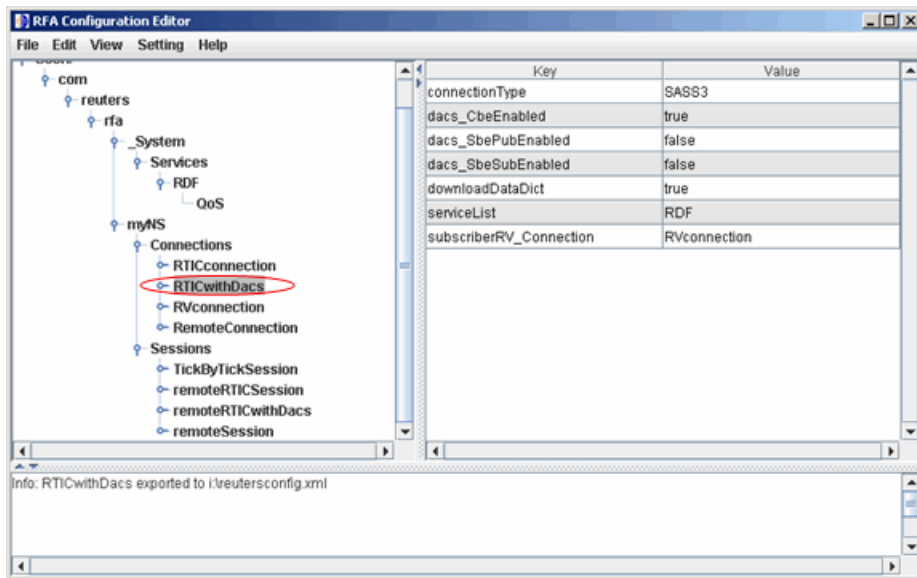 RFA Configuration Editor
File Edit View Setting Help
com
reuters
rfa
_System
Services
RDF
QoS
myNS
Connections
RTICconnection
RTICwithDacs
RVconnection
RemoteConnection
Sessions
TickByTickSession
remoteRTICSession
remoteRTICwithDacs
remoteSession
Key Value
connectionType SASS3
dacs_CbeEnabled true
dacs_SbePubEnabled false
dacs_SbeSubEnabled false
downloadDataDict true
serviceList RDF
subscriberRV_Connection RVconnection
Info: RTICwithDacs exported to i:\reutersconfig.xml